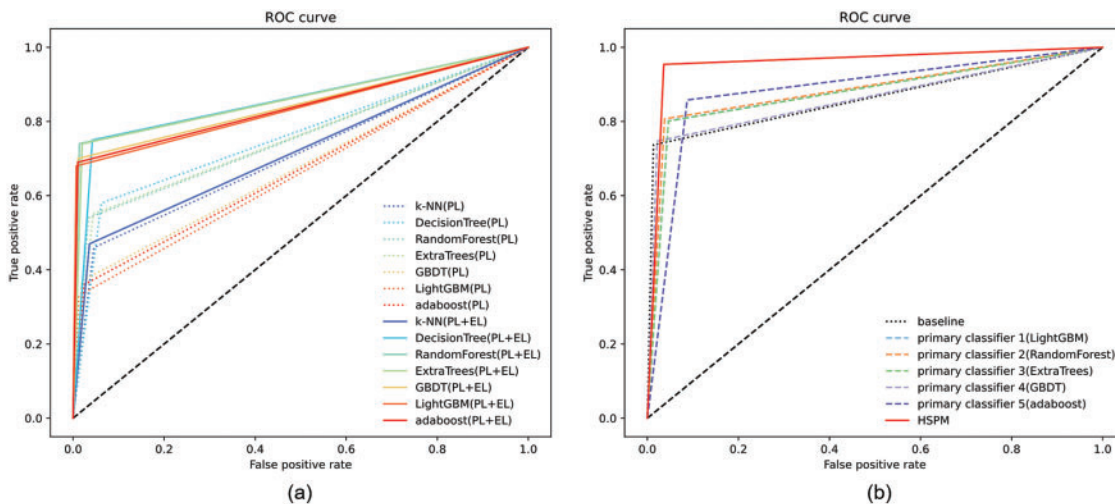 ROC curve
1.0
0.8
0.6
0.4
0.2
0.0
True positive rate
k-NN(PL)
DecisionTree(PL)
RandomForest(PL)
ExtraTrees(PL)
GBDT(PL)
LightGBM(PL)
adaboost(PL)
k-NN(PL+EL)
DecisionTree(PL+EL)
RandomForest(PL+EL)
ExtraTrees(PL+EL)
GBDT(PL+EL)
LightGBM(PL+EL)
adaboost(PL+EL)
0.0 0.2 0.4 0.6 0.8 1.0
False positive rate
(a)
ROC curve
1.0
0.8
0.6
0.4
0.2
0.0
True positive rate
baseline
primary classifier 1(LightGBM)
primary classifier 2(RandomForest)
primary classifier 3(ExtraTrees)
primary classifier 4(GBDT)
primary classifier 5(adaboost)
HSPM
0.0 0.2 0.4 0.6 0.8 1.0
False positive rate
(b)